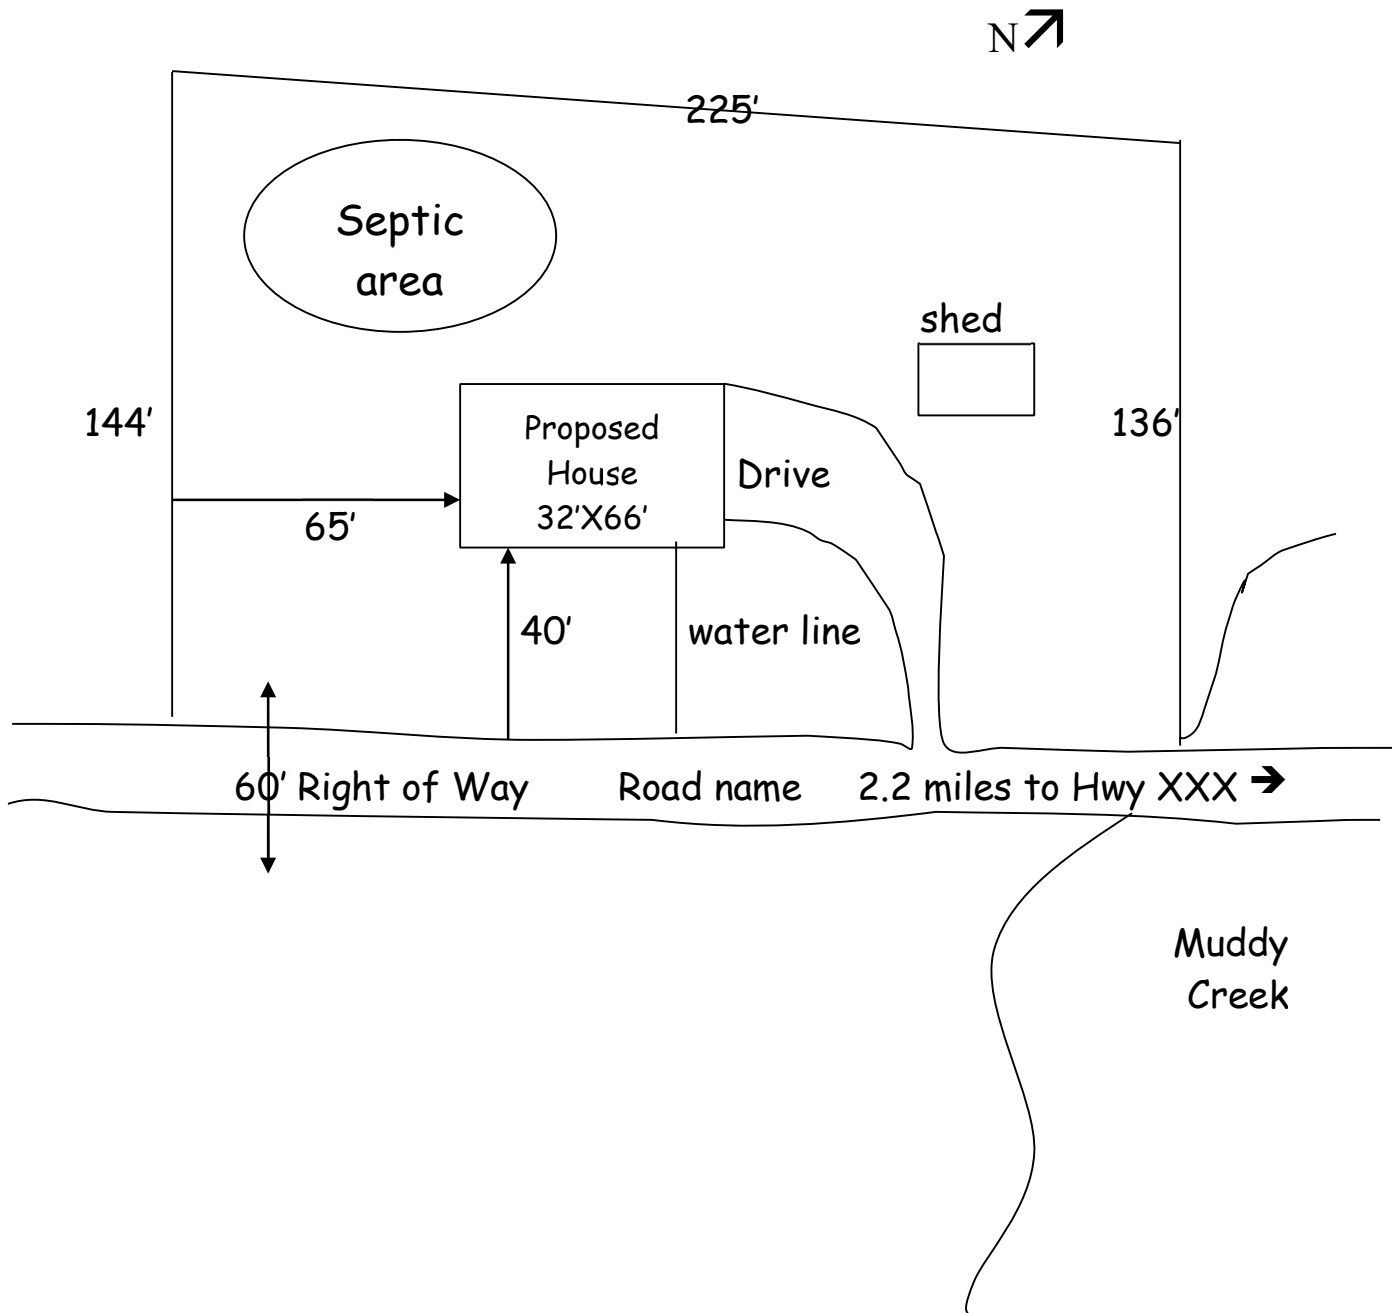 N
225’
Septic
area
shed
144’
136’
Proposed
House
32’X66’
Drive
65’
40’
water line
60’ Right of Way
Road name
2.2 miles to Hwy XXX
Muddy
Creek